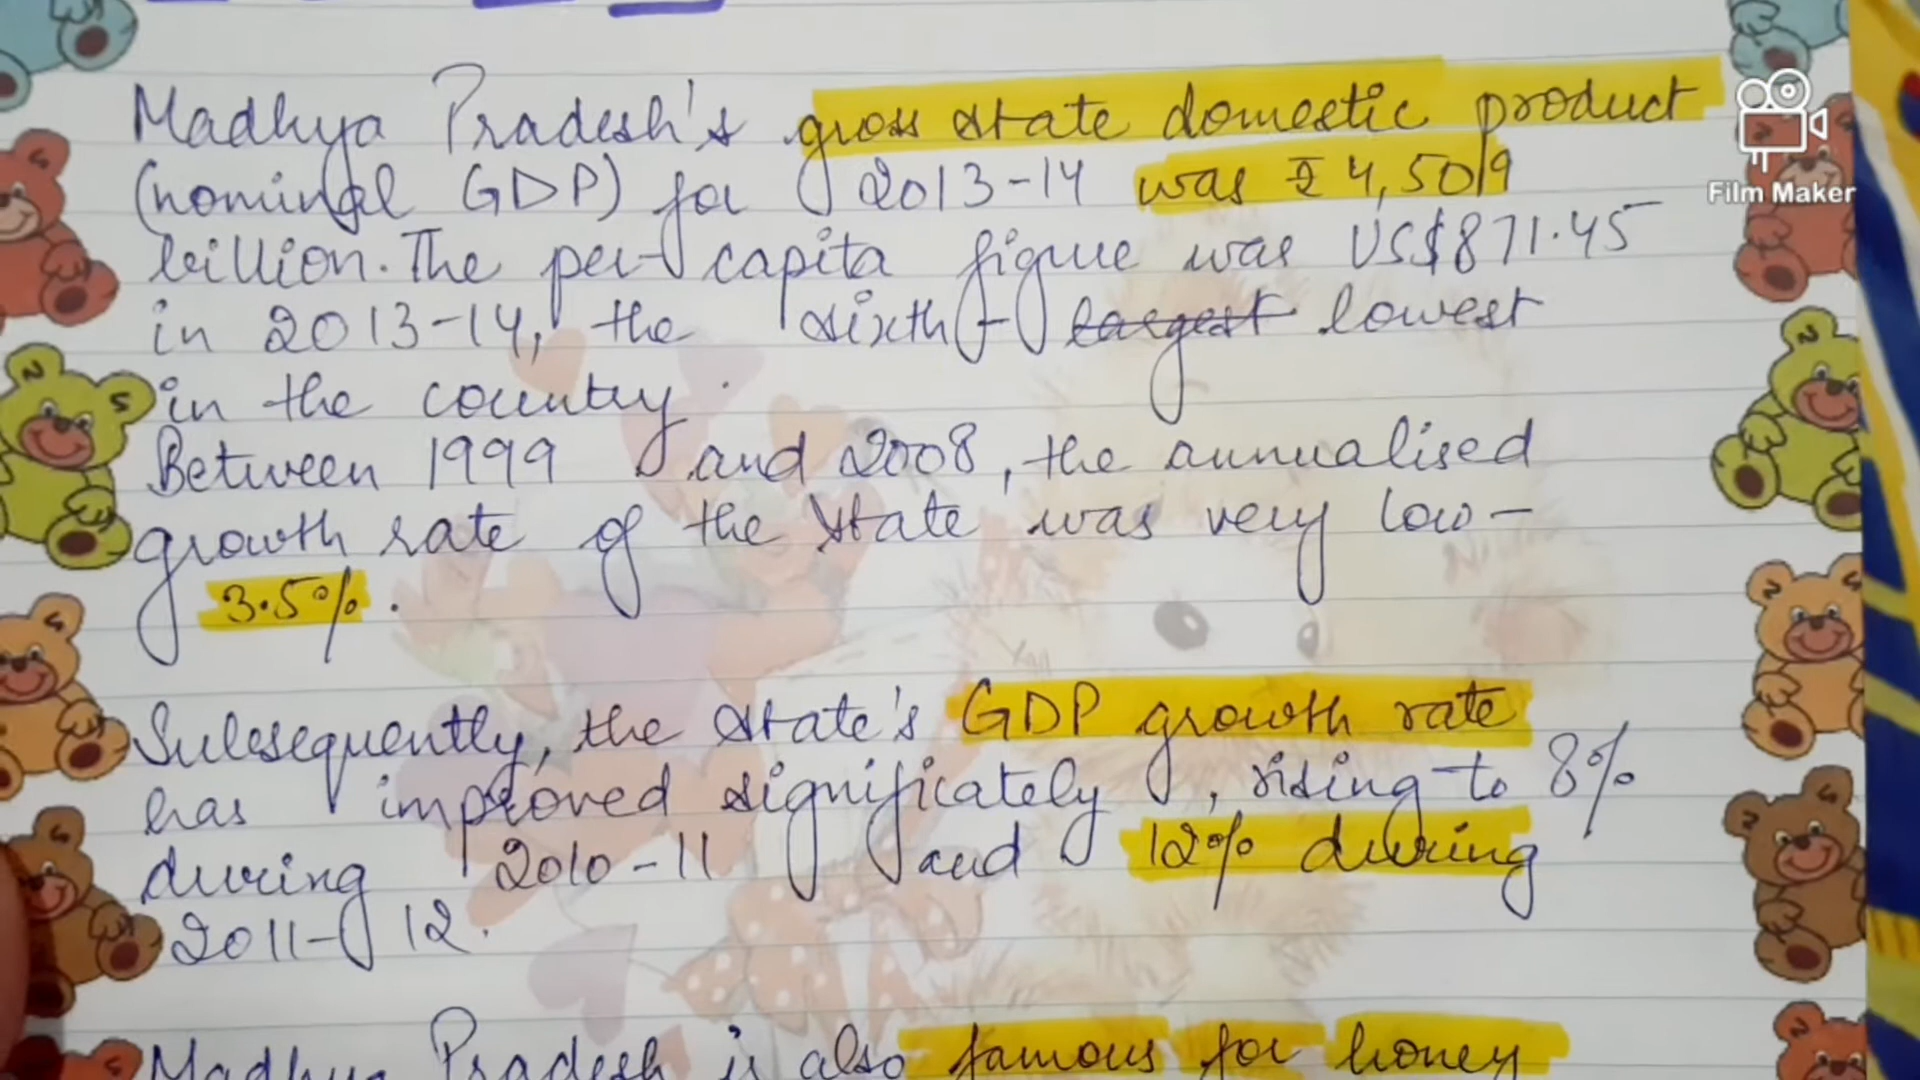 Madhya Pradesh's gross state domestic product
(nominal GDP) for 2013-14 was ₹ 4,509
billion. The per-capita figure was US$871.45
in 2013-14, the sixth- largest lowest
in the country.
Between 1999 and 2008, the annualised
growth rate of the state was very low-
3.5%.
Subsequently, the state's GDP growth rate
has improved significately, rising to 8%
during 2010-11 and 12% during
2011-12.
Madhya Pradesh is also famous for honey
Film Maker